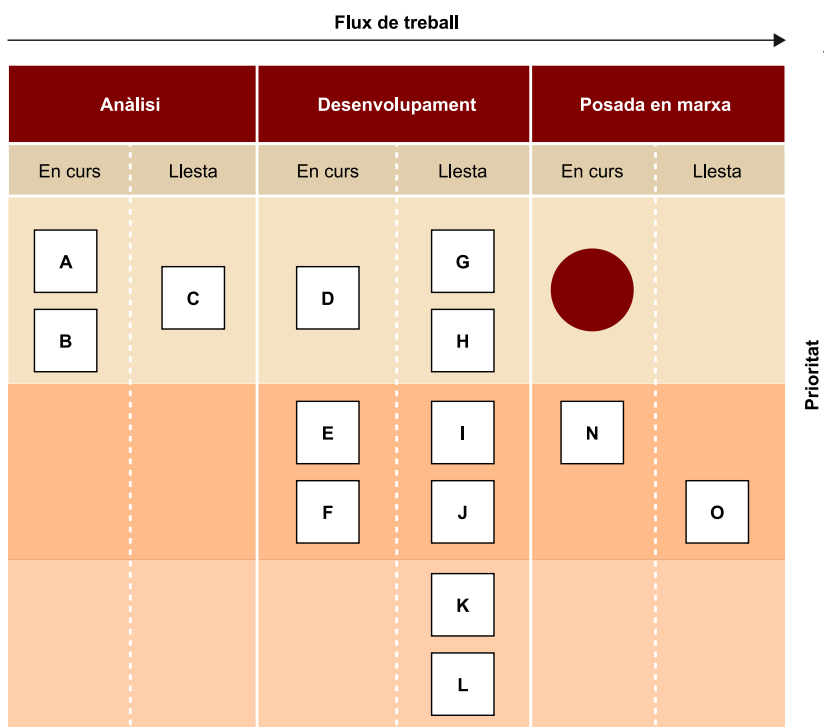 Flux de treball
Anàlisi Desenvolupament Posada en marxa
En curs Llesta En curs Llesta En curs Llesta
A G
C D
B H
Prioritat
E I N
F J O
K
L